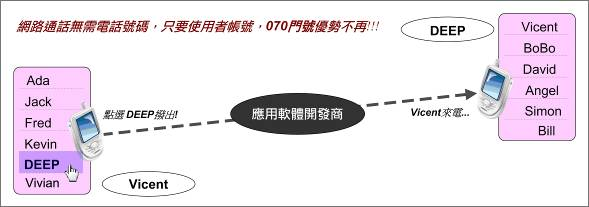 網路通話無需電話號碼，只要使用者帳號，070門號優勢不再!!!
DEEP
Vicent
BoBo
David
Angel
Simon
Bill
Ada
Jack
Fred
Kevin
DEEP
Vivian
點選 DEEP撥出!
應用軟體開發商
Vicent來電...
Vicent